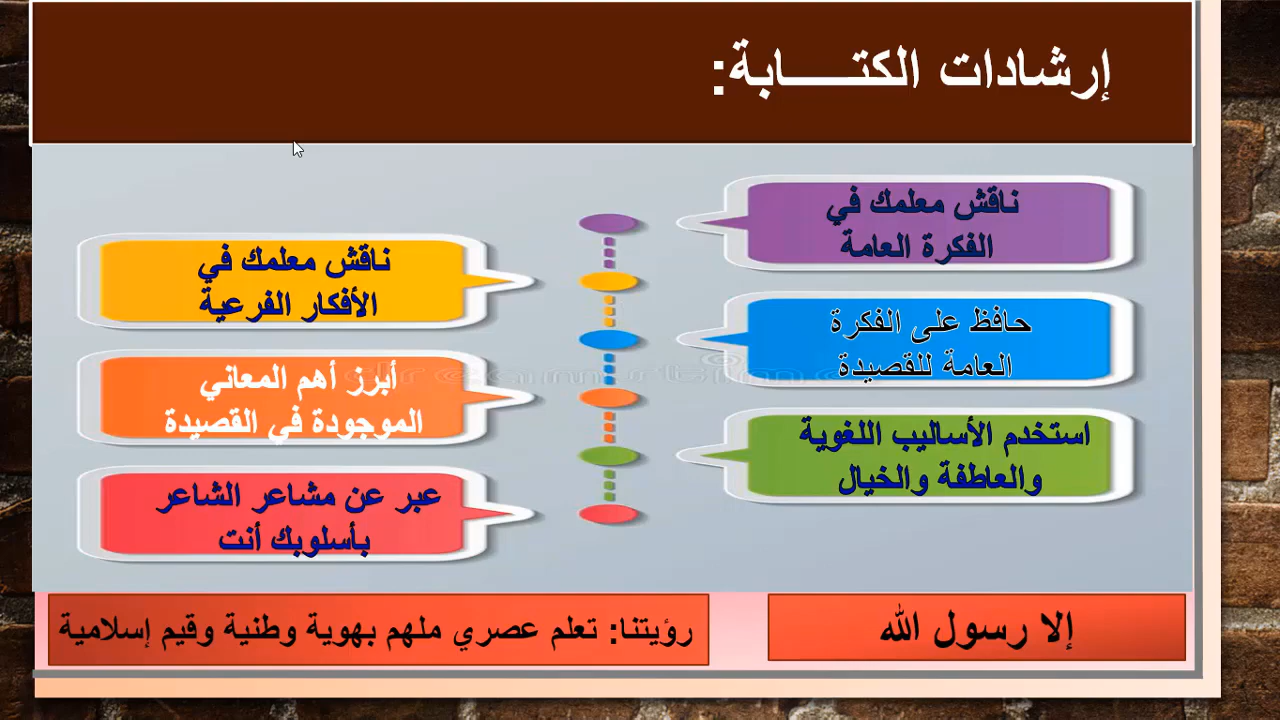 إرشادات الكتـــــابة:
ناقش معلمك في
الفكرة العامة
ناقش معلمك في
الأفكار الفرعية
حافظ على الفكرة
العامة للقصيدة
أبرز أهم المعاني
الموجودة في القصيدة
استخدم الأساليب اللغوية
والعاطفة والخيال
عبر عن مشاعر الشاعر
بأسلوبك أنت
إلا رسول الله
رؤيتنا: تعلم عصري ملهم بهوية وطنية وقيم إسلامية